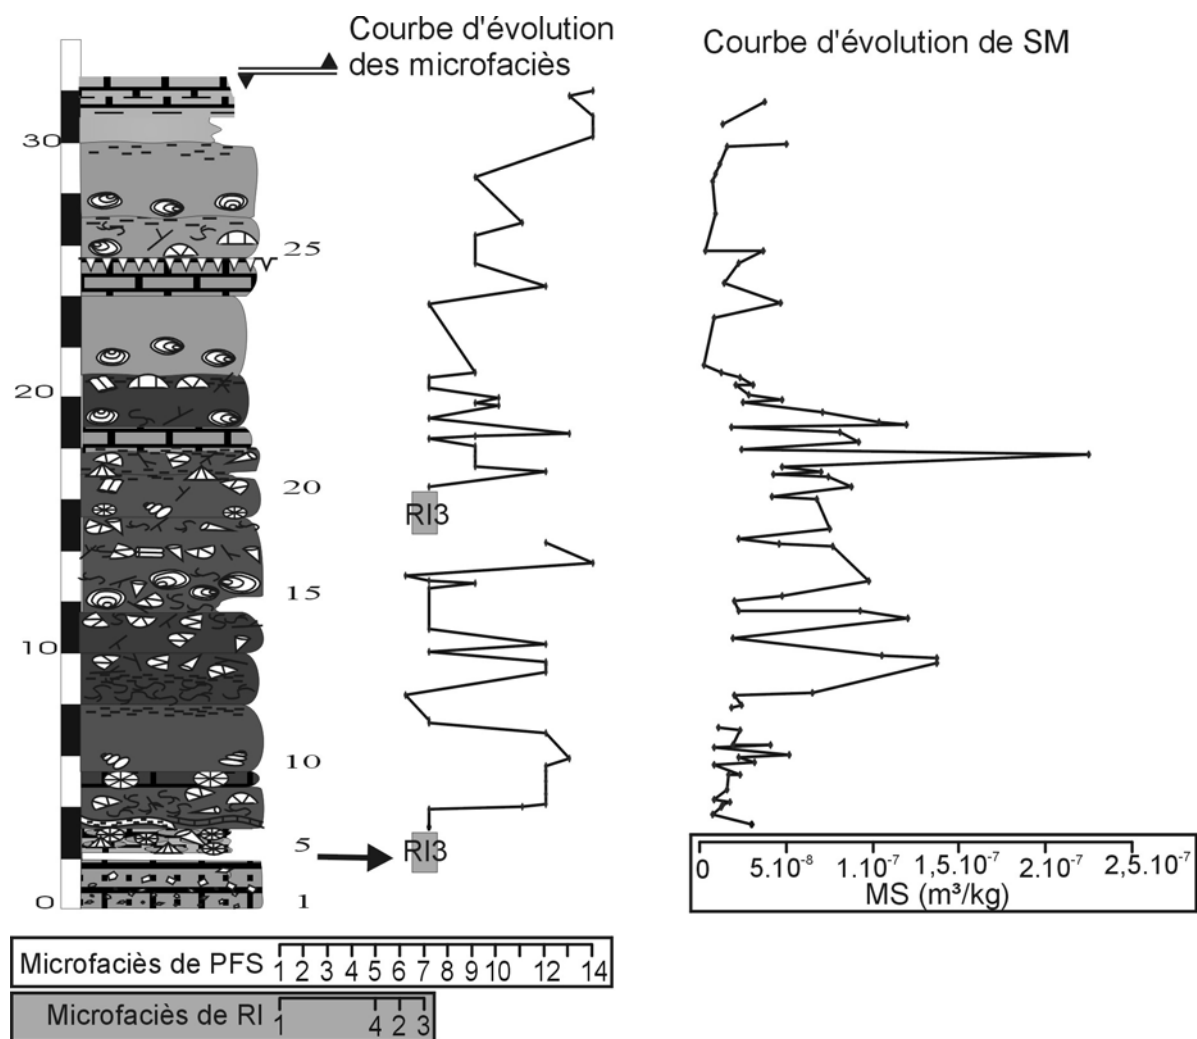 Courbe d'évolution
des microfaciès
Courbe d'évolution de SM
30
25
20
20
RI3
15
10
10
5
RI3
0
1
0 5.10⁻⁸ 1.10⁻⁷ 1,5.10⁻⁷ 2.10⁻⁷ 2,5.10⁻⁷
MS (m³/kg)
Microfaciès de PFS 1 2 3 4 5 6 7 8 9 10 12 14
Microfaciès de RI 1 4 2 3